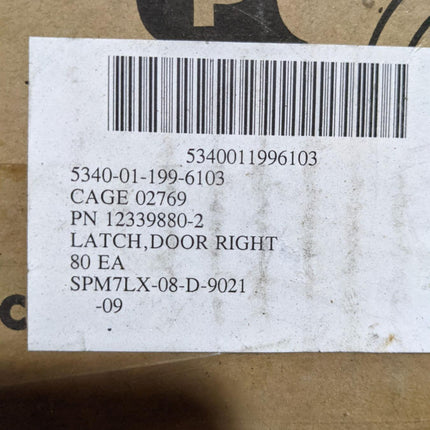 P
5340011996103
5340-01-199-6103
CAGE 02769
PN 12339880-2
LATCH,DOOR RIGHT
80 EA
SPM7LX-08-D-9021
-09
c